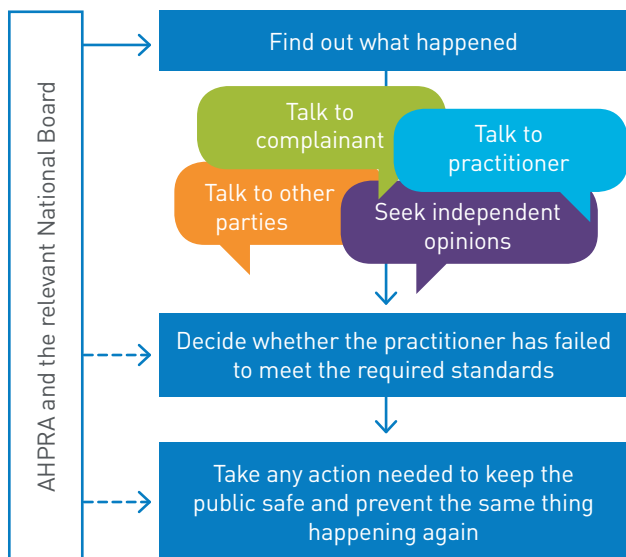 AHPRA and the relevant National Board
Find out what happened
Talk to
complainant
Talk to
practitioner
Talk to other
parties
Seek independent
opinions
Decide whether the practitioner has failed
to meet the required standards
Take any action needed to keep the
public safe and prevent the same thing
happening again